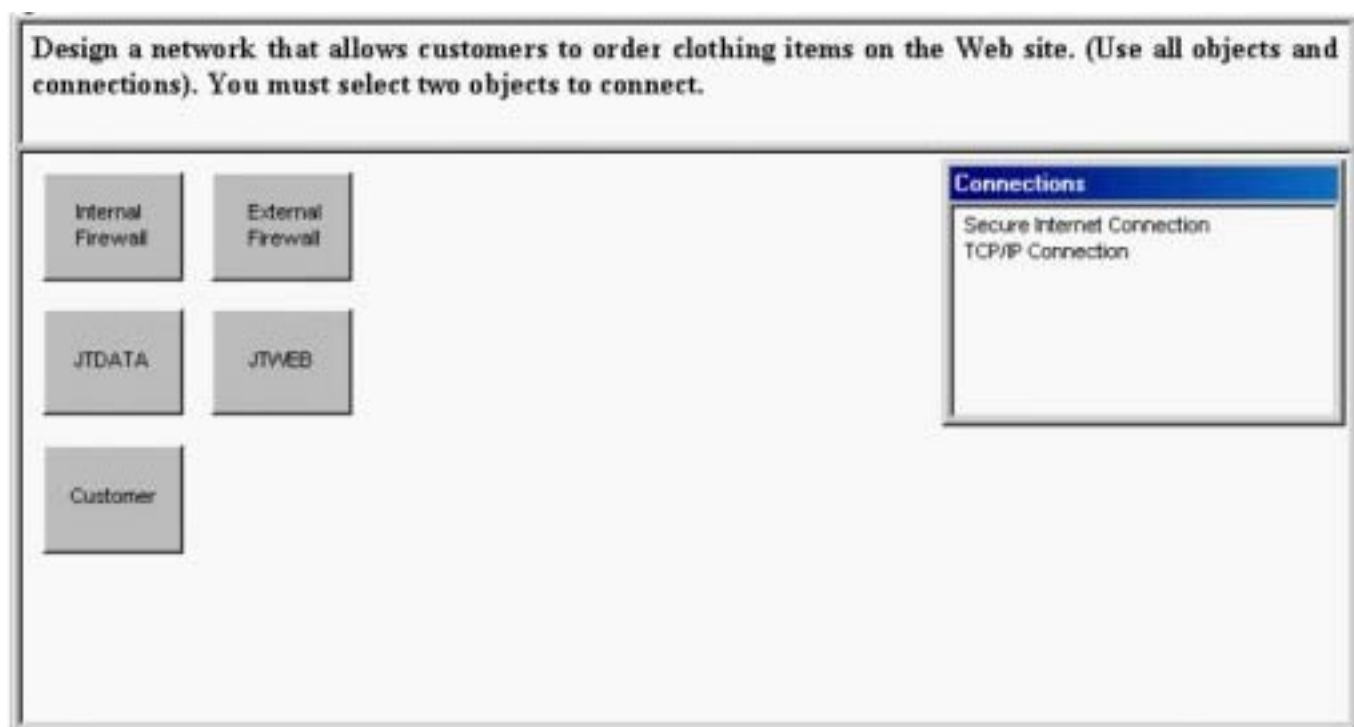 Design a network that allows customers to order clothing items on the Web site. (Use all objects and
connections). You must select two objects to connect.
Internal
Firewall
External
Firewall
Connections
Secure Internet Connection
TCP/IP Connection
JTDATA
JTWEB
Customer